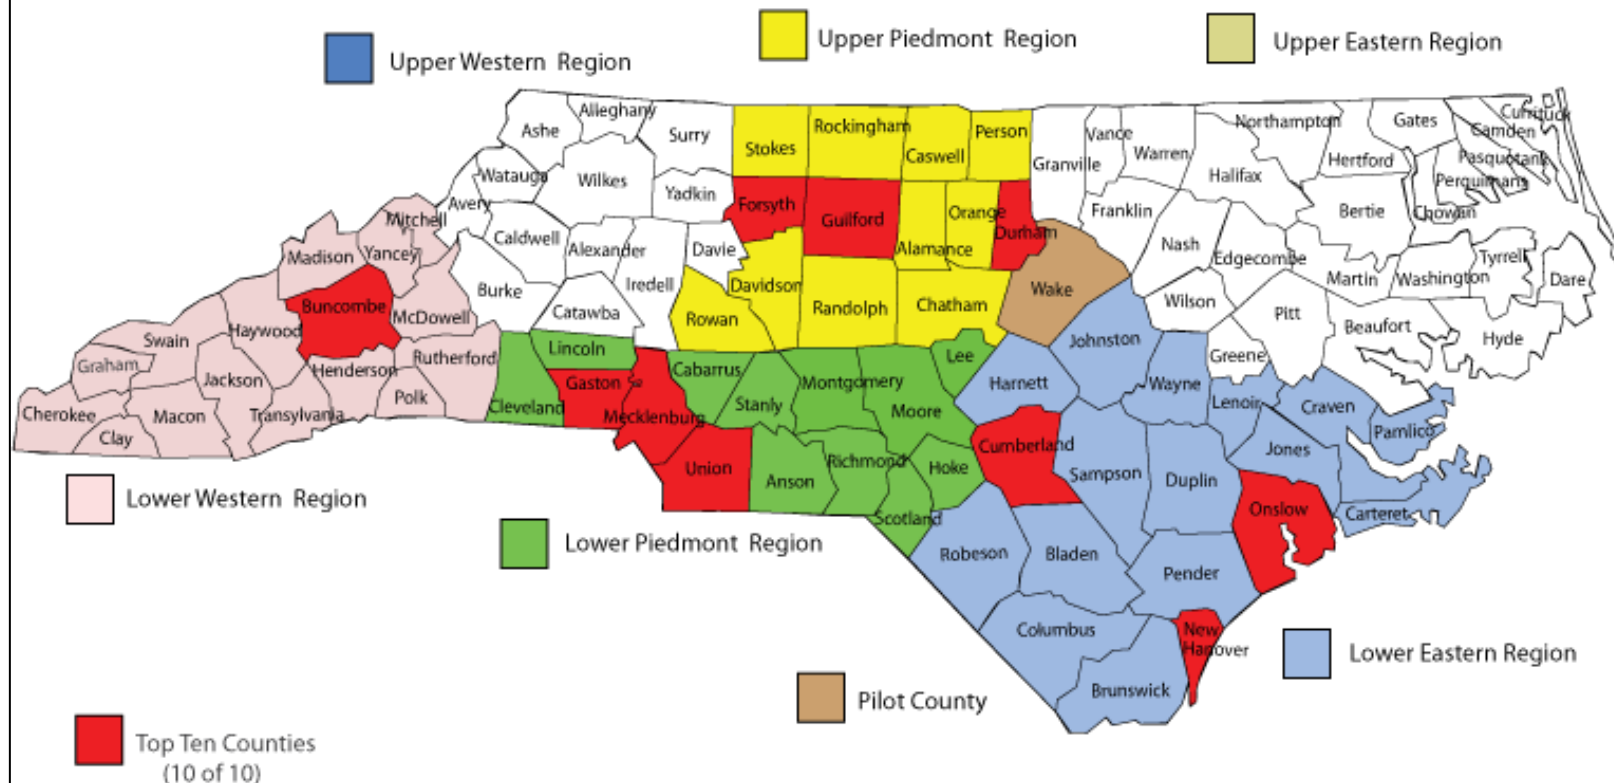 Upper Western Region
Upper Piedmont Region
Upper Eastern Region
Ashe
Alleghany
Surry
Stokes
Rockingham
Caswell
Person
Granville
Vance
Warren
Northampton
Halifax
Gates
Hertford
Currituck
Camden
Pasquotank
Perquimans
Chowan
Bertie
Watauga
Wilkes
Yadkin
Forsyth
Guilford
Alamance
Orange
Durham
Franklin
Nash
Edgecombe
Martin
Washington
Tyrrell
Dare
Mitchell
Avery
Caldwell
Alexander
Davie
Iredell
Madison
Yancey
Burke
Catawba
Rowan
Davidson
Randolph
Chatham
Wake
Wilson
Pitt
Beaufort
Hyde
Greene
Buncombe
McDowell
Haywood
Swain
Graham
Jackson
Henderson
Rutherford
Polk
Cherokee
Macon
Clay
Transylvania
Cleveland
Lincoln
Gaston
Mecklenburg
Cabarrus
Stanly
Montgomery
Moore
Lee
Harnett
Johnston
Wayne
Lenoir
Craven
Pamlico
Jones
Union
Anson
Richmond
Hoke
Scotland
Cumberland
Sampson
Duplin
Onslow
Carteret
Robeson
Bladen
Pender
Columbus
New
Hanover
Brunswick
Lower Western Region
Lower Piedmont Region
Lower Eastern Region
Pilot County
Top Ten Counties
(10 of 10)